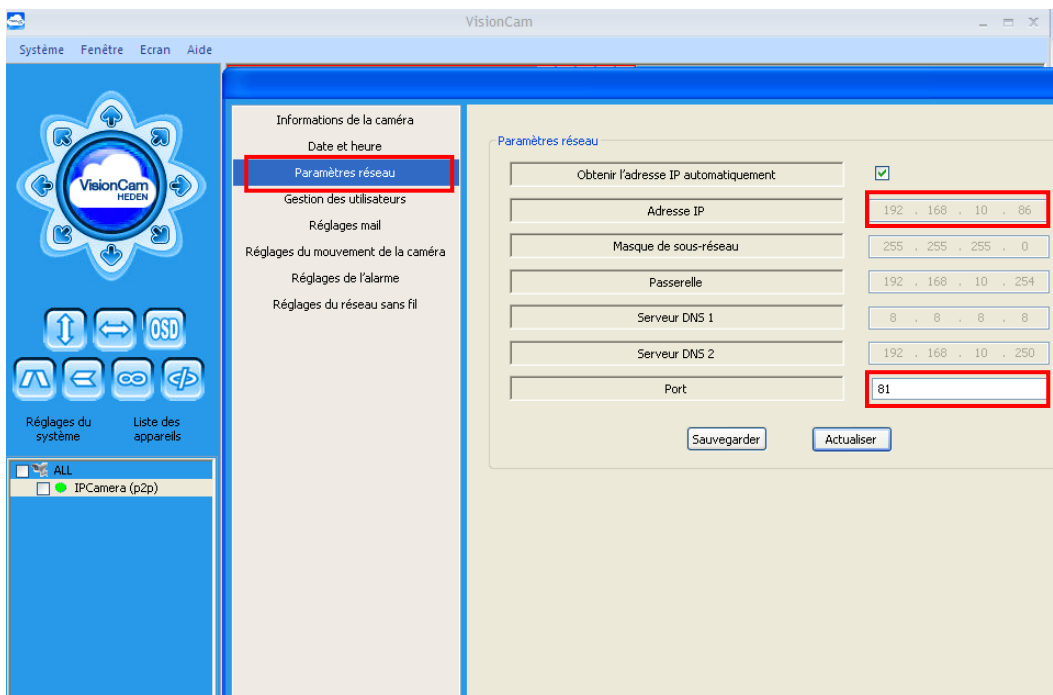 VisionCam
Système Fenêtre Ecran Aide
VisionCam
HEDEN
OSD
Réglages du système
Liste des appareils
ALL
IPCamera (p2p)
Informations de la caméra
Date et heure
Paramètres réseau
Gestion des utilisateurs
Réglages mail
Réglages du mouvement de la caméra
Réglages de l'alarme
Réglages du réseau sans fil
Paramètres réseau
Obtenir l'adresse IP automatiquement
Adresse IP 192 . 168 . 10 . 86
Masque de sous-réseau 255 . 255 . 255 . 0
Passerelle 192 . 168 . 10 . 254
Serveur DNS 1 8 . 8 . 8 . 8
Serveur DNS 2 192 . 168 . 10 . 250
Port 81
Sauvegarder Actualiser